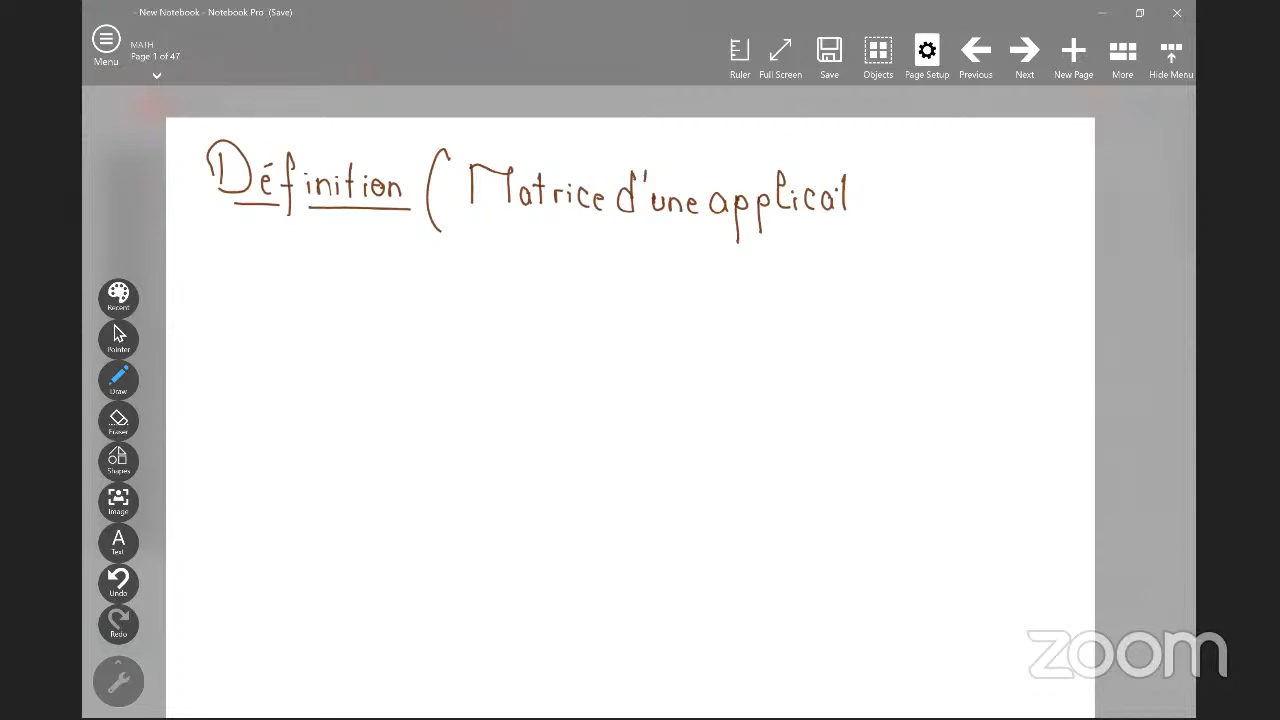 - New Notebook - Notebook Pro (Save)
Menu
MATH
Page 1 of 47
Ruler
Full Screen
Save
Objects
Page Setup
Previous
Next
New Page
More
Hide Menu
Définition ( Matrice d'une applicat
Recent
Pointer
Draw
Eraser
Shapes
Image
A
Text
Undo
Redo
zoom